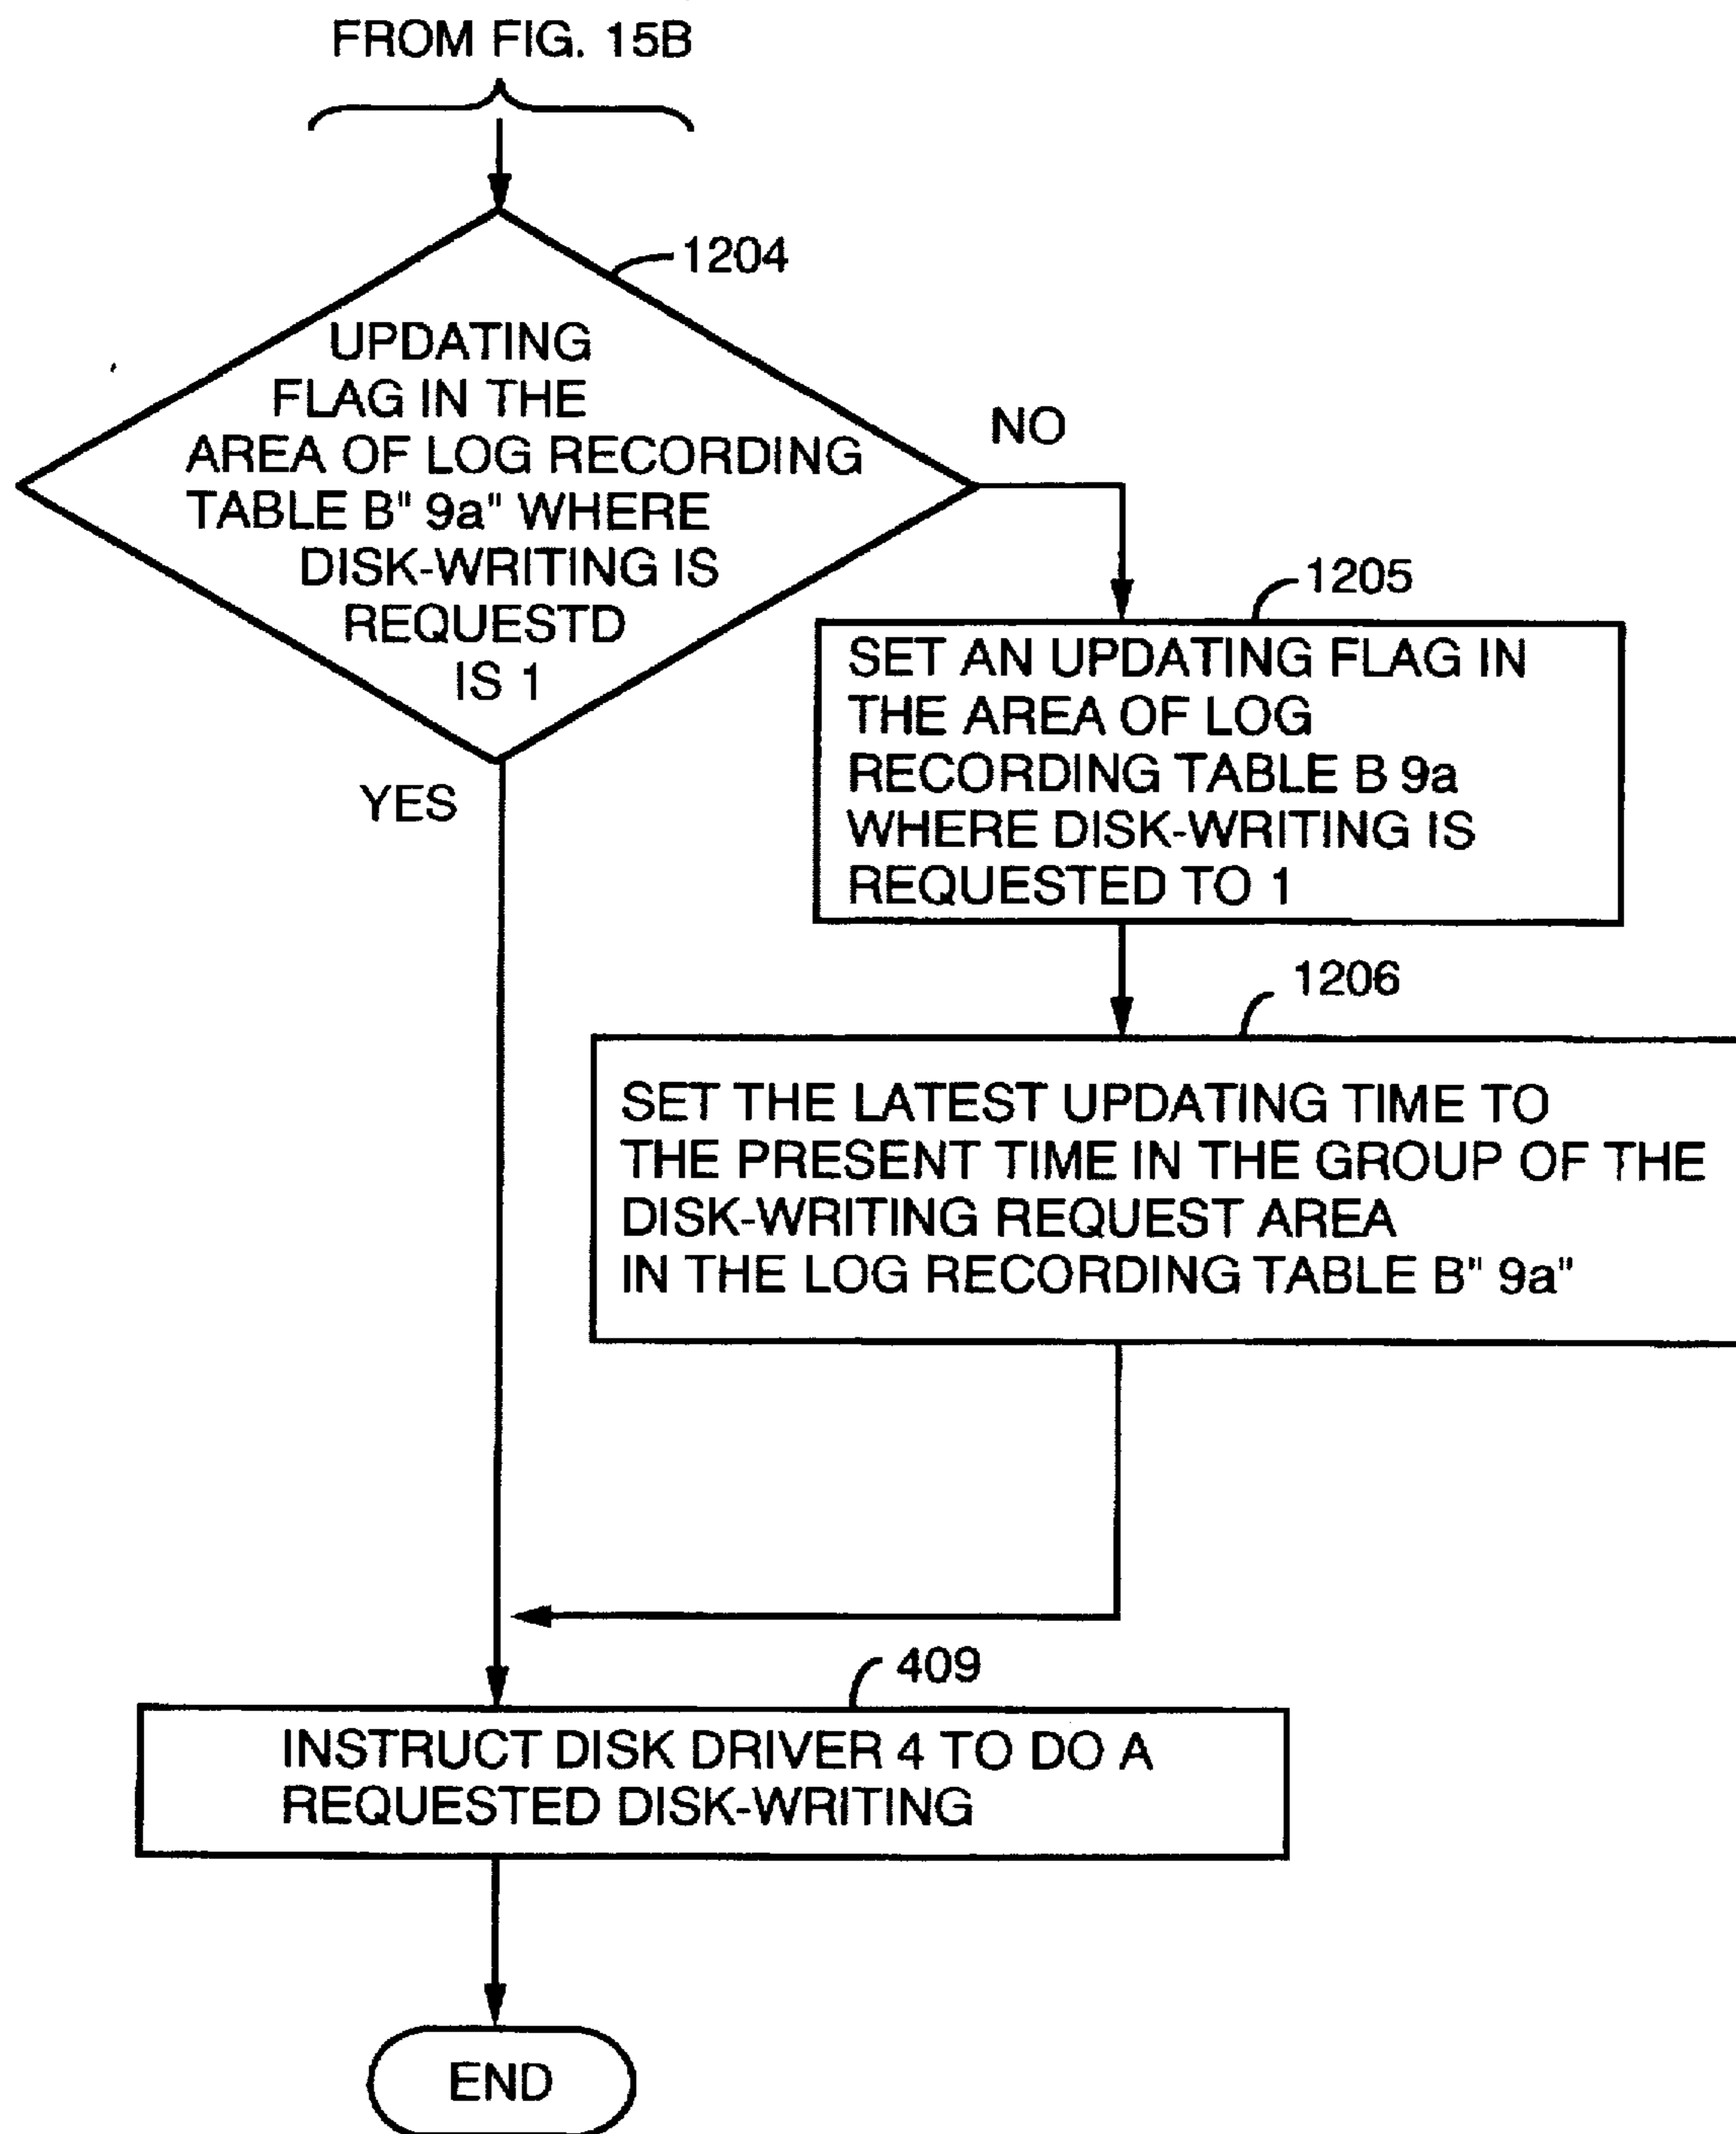 FROM FIG. 15B
1204
UPDATING
FLAG IN THE
AREA OF LOG RECORDING
TABLE B" 9a" WHERE
DISK-WRITING IS
REQUESTD
IS 1
NO
YES
1205
SET AN UPDATING FLAG IN
THE AREA OF LOG
RECORDING TABLE B 9a
WHERE DISK-WRITING IS
REQUESTED TO 1
1206
SET THE LATEST UPDATING TIME TO
THE PRESENT TIME IN THE GROUP OF THE
DISK-WRITING REQUEST AREA
IN THE LOG RECORDING TABLE B" 9a"
409
INSTRUCT DISK DRIVER 4 TO DO A
REQUESTED DISK-WRITING
END